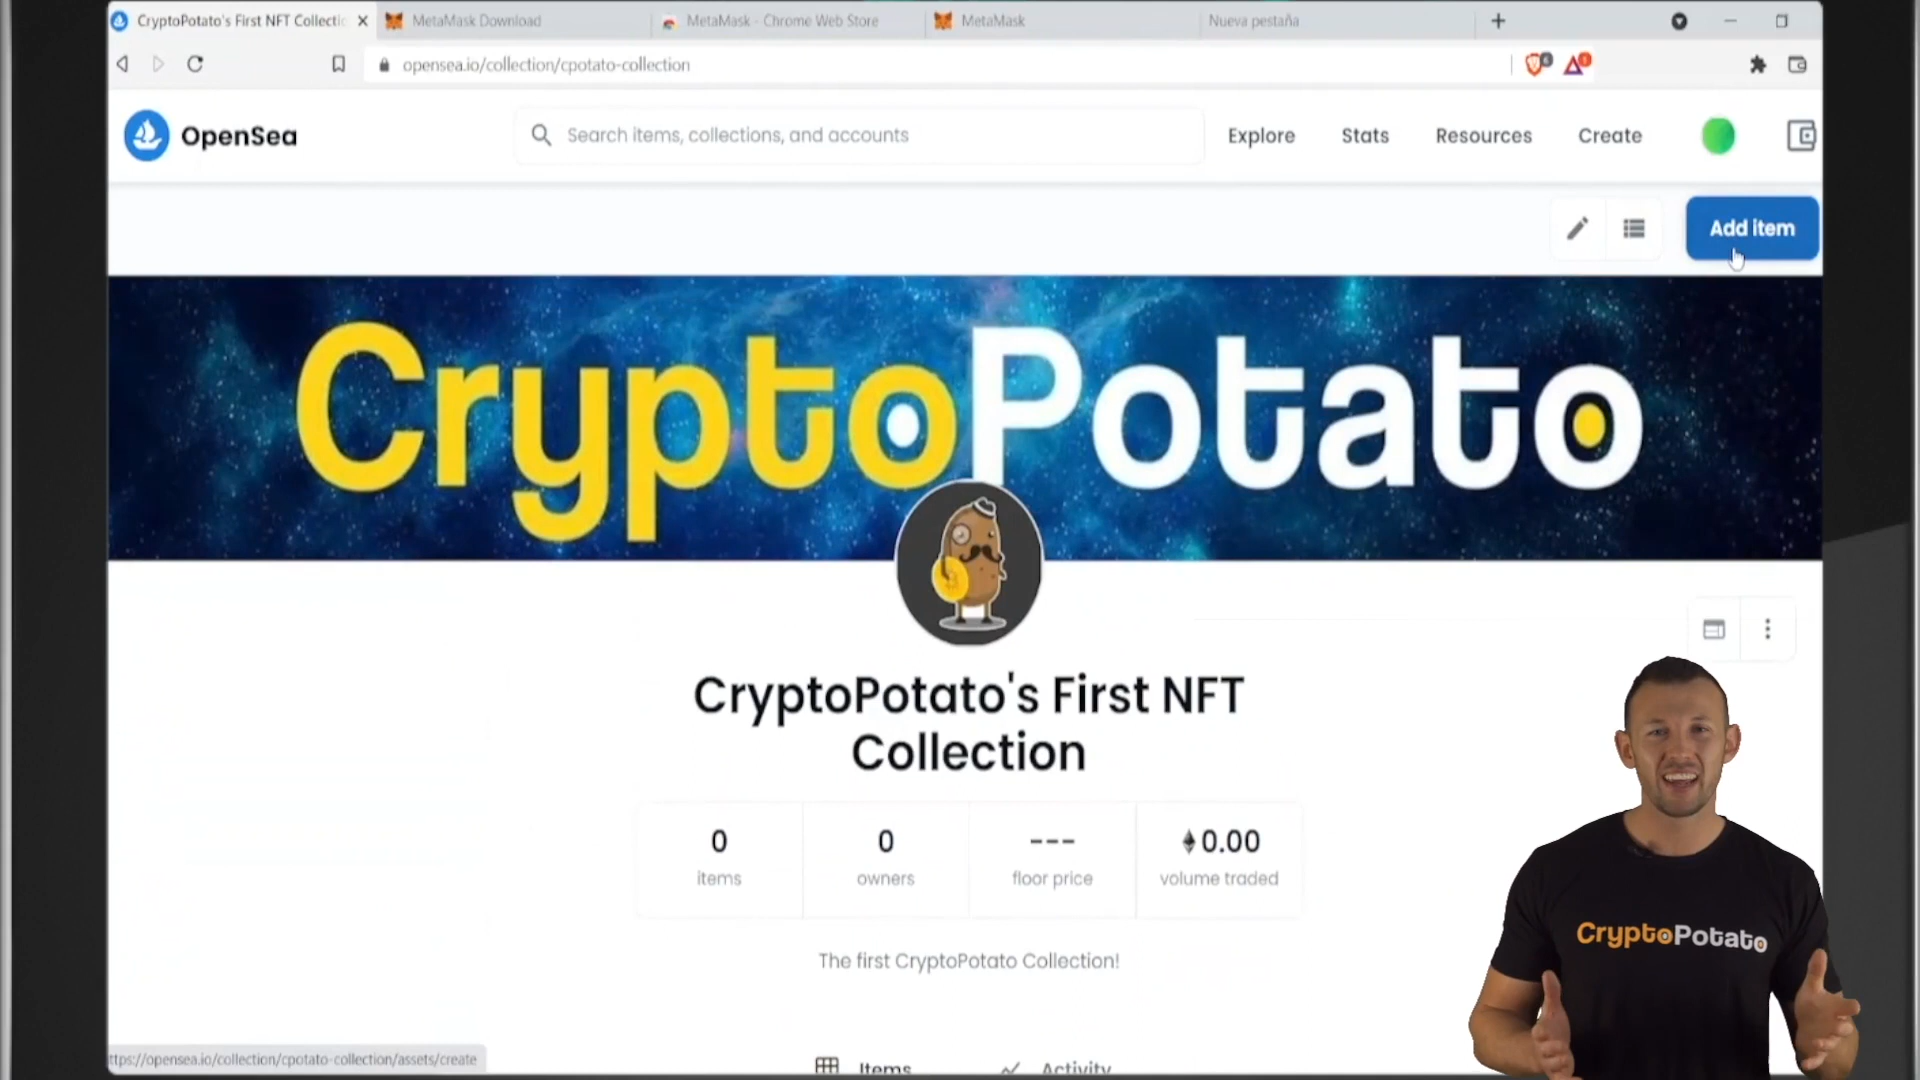 CryptoPotato's First NFT Collectic
MetaMask Download
MetaMask - Chrome Web Store
MetaMask
Nueva pestaña
opensea.io/collection/cpotato-collection
OpenSea
Search items, collections, and accounts
Explore
Stats
Resources
Create
Add item
CryptoPotato
CryptoPotato's First NFT
Collection
0
items
0
owners
---
floor price
0.00
volume traded
The first CryptoPotato Collection!
CryptoPotato
ttps://opensea.io/collection/cpotato-collection/assets/create
Items
Activity